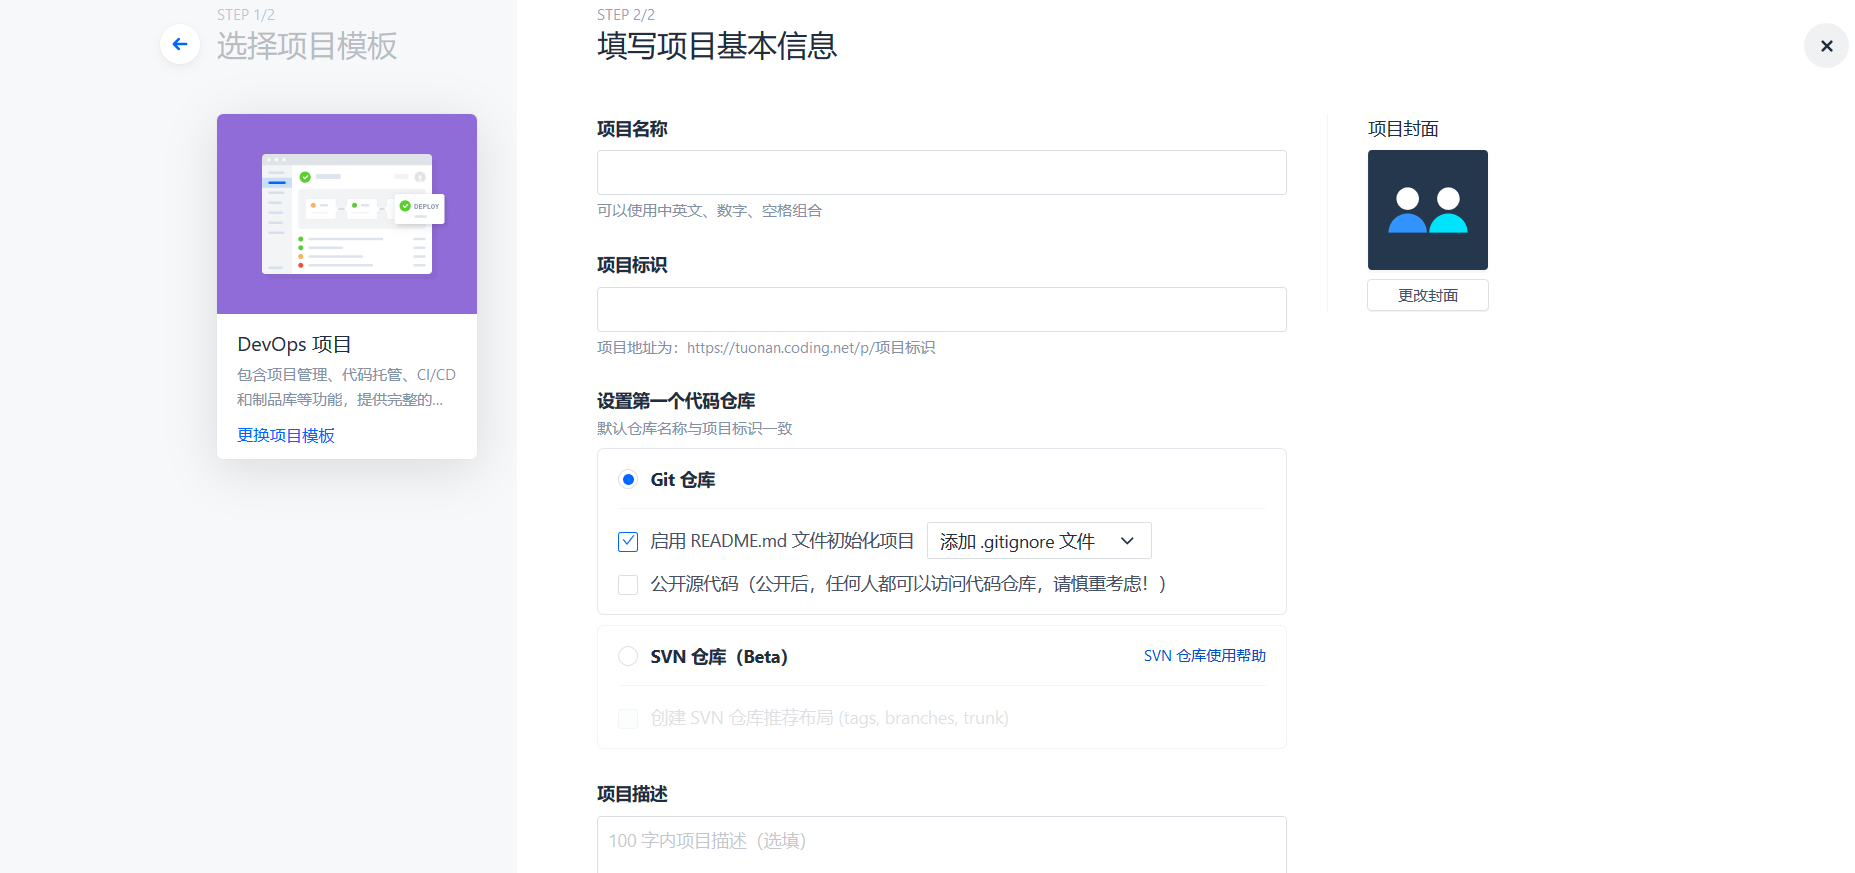 STEP 1/2
选择项目模板
DEPLOY
DevOps 项目
包含项目管理、代码托管、CI/CD
和制品库等功能，提供完整的...
更换项目模板
STEP 2/2
填写项目基本信息
项目名称
可以使用中英文、数字、空格组合
项目标识
项目地址为：https://tuonan.coding.net/p/项目标识
设置第一个代码仓库
默认仓库名称与项目标识一致
Git 仓库
启用 README.md 文件初始化项目 添加 .gitignore 文件
公开源代码（公开后，任何人都可以访问代码仓库，请慎重考虑！）
SVN 仓库（Beta） SVN 仓库使用帮助
创建 SVN 仓库推荐布局 (tags, branches, trunk)
项目描述
100 字内项目描述（选填）
项目封面
更改封面